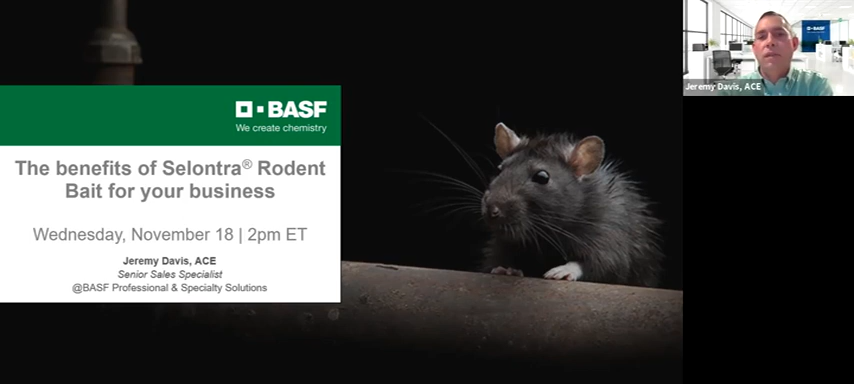 BASF
We create chemistry
The benefits of Selontra® Rodent
Bait for your business
Wednesday, November 18 | 2pm ET
Jeremy Davis, ACE
Senior Sales Specialist
@BASF Professional & Specialty Solutions
BASF
Jeremy Davis, ACE